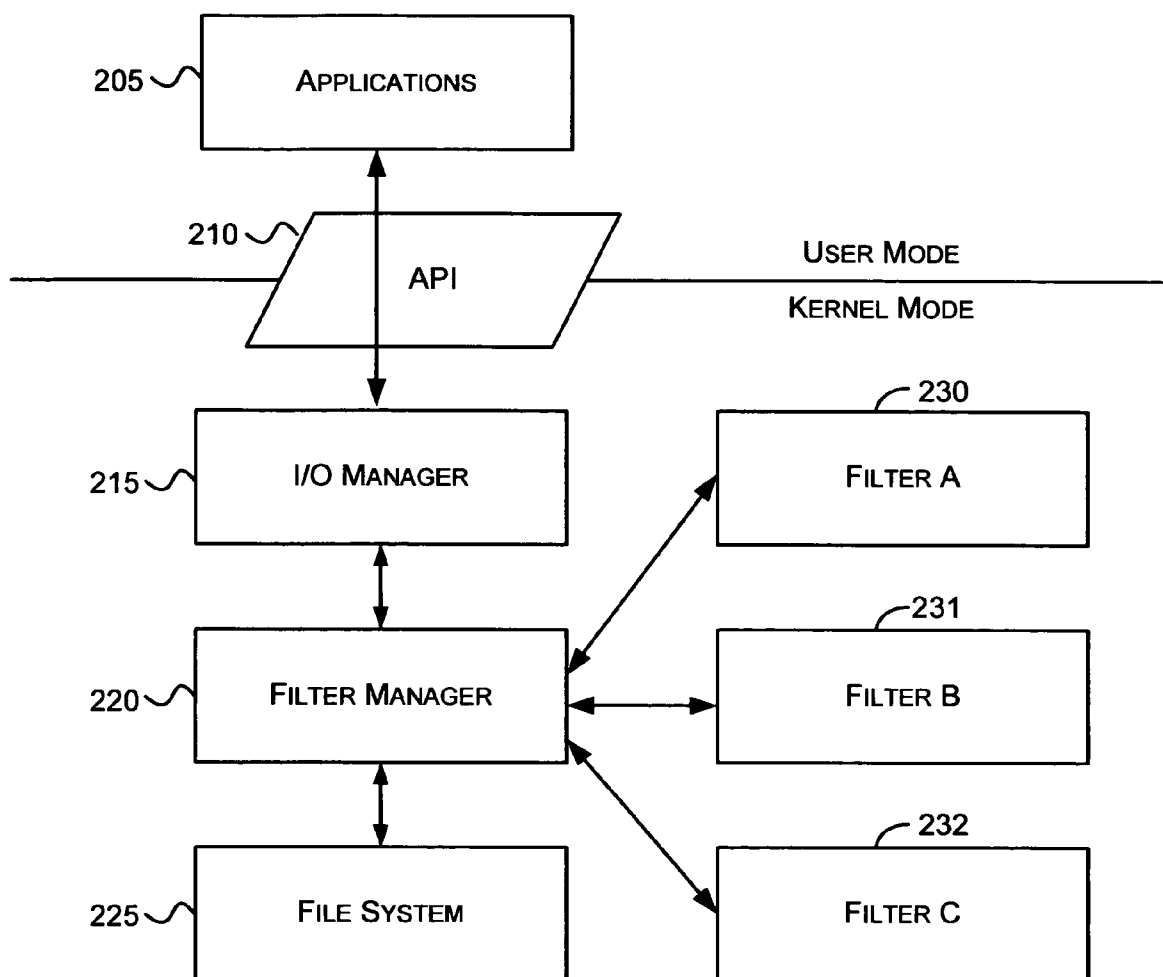 205
APPLICATIONS
210
API
USER MODE
KERNEL MODE
230
215
I/O MANAGER
FILTER A
231
220
FILTER MANAGER
FILTER B
232
225
FILE SYSTEM
FILTER C